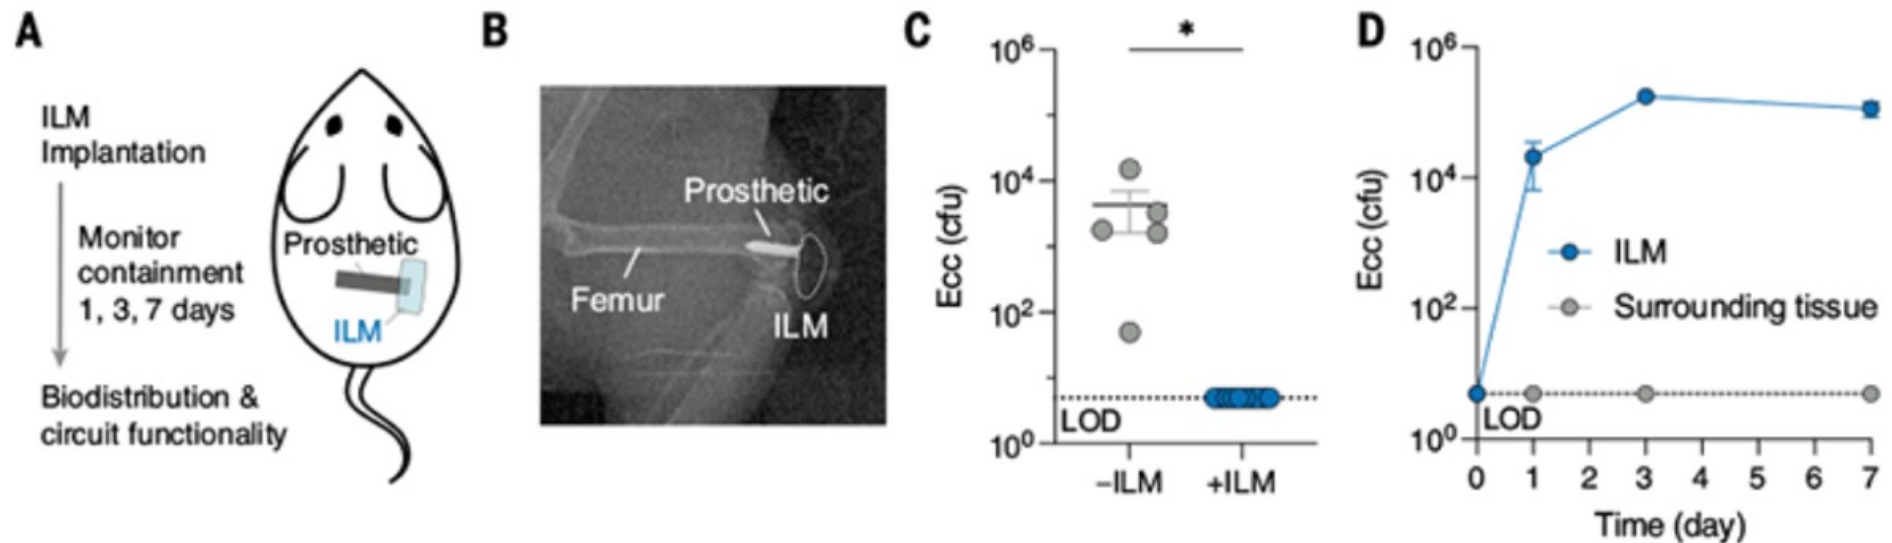 A
ILM
Implantation
Monitor
containment
1, 3, 7 days
Biodistribution &
circuit functionality
Prosthetic
ILM
B
Prosthetic
Femur
ILM
C
*
Ecc (cfu)
10⁶
10⁴
10²
10⁰
LOD
−ILM
+ILM
D
Ecc (cfu)
10⁶
10⁴
10²
10⁰
ILM
Surrounding tissue
LOD
0 1 2 3 4 5 6 7
Time (day)